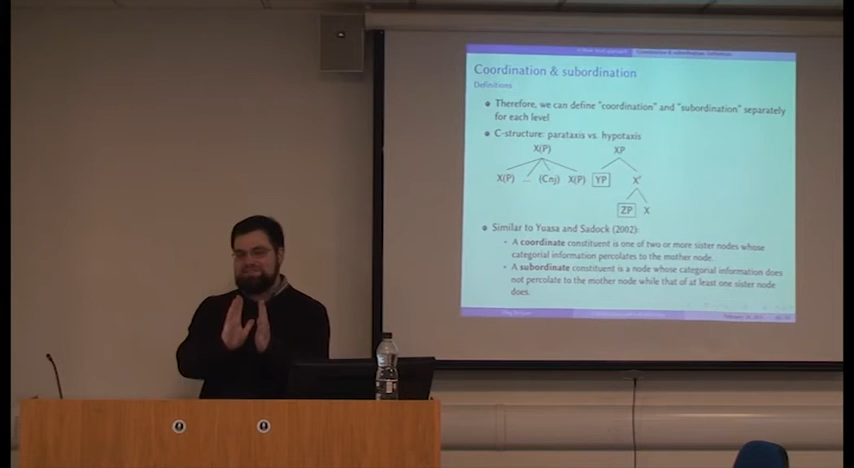 Coordination & subordination
Definitions
Therefore, we can define "coordination" and "subordination" separately
for each level
C-structure: parataxis vs. hypotaxis
X(P) XP
X(P) ... (Cnj) X(P) YP X'
ZP X
Similar to Yuasa and Sadock (2002):
A coordinate constituent is one of two or more sister nodes whose
categorial information percolates to the mother node.
A subordinate constituent is a node whose categorial information does
not percolate to the mother node while that of at least one sister node
does.